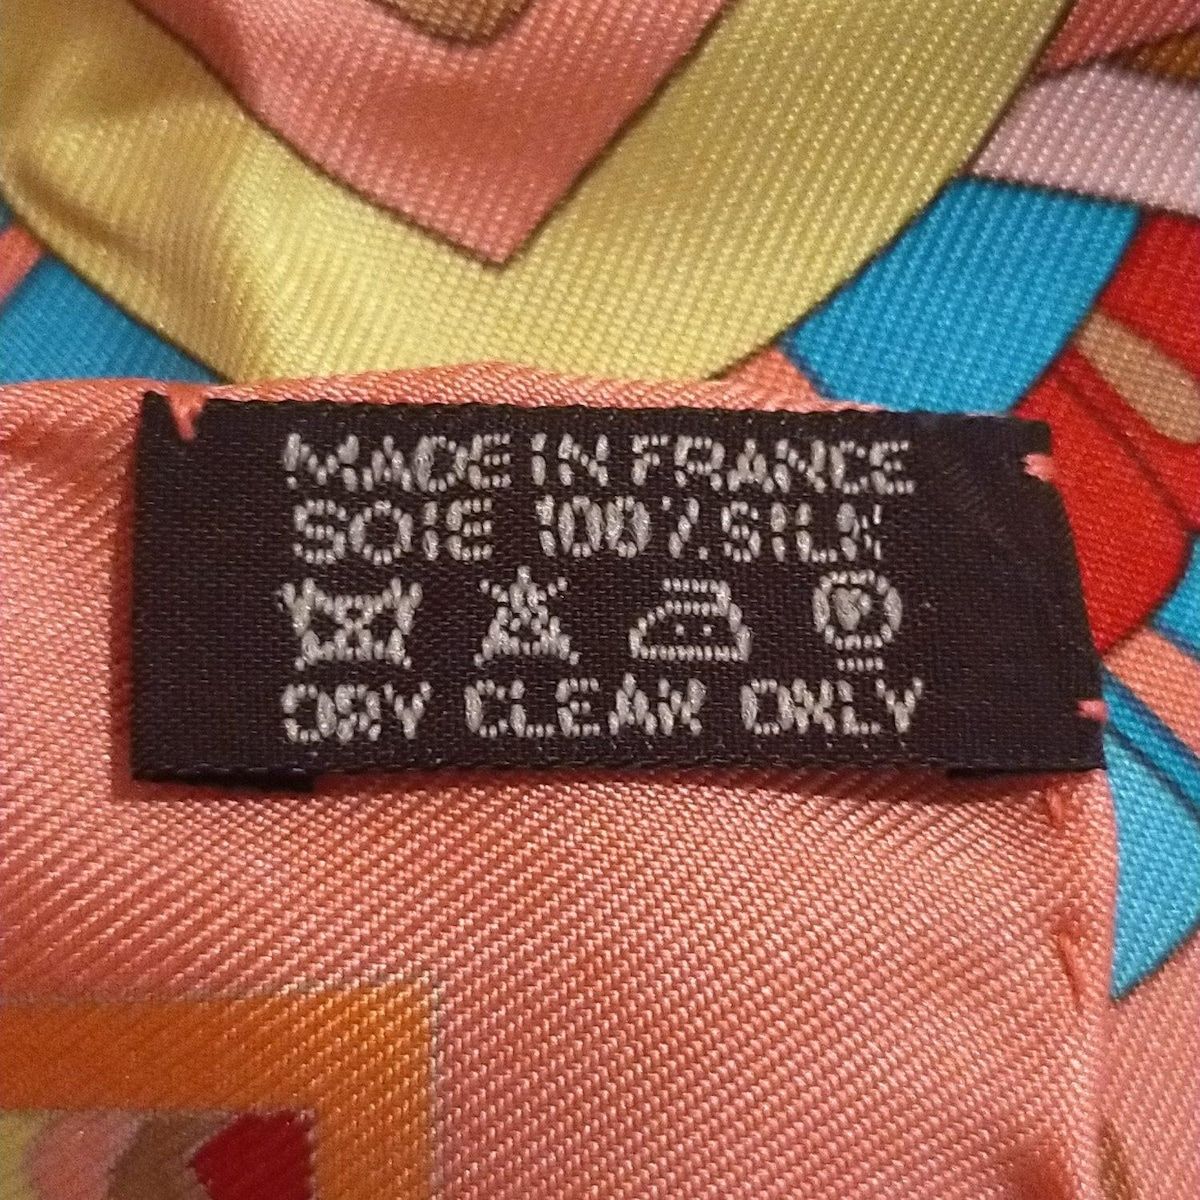 MADE IN FRANCE
SOIE 100% SILK
P
DRY CLEAN ONLY